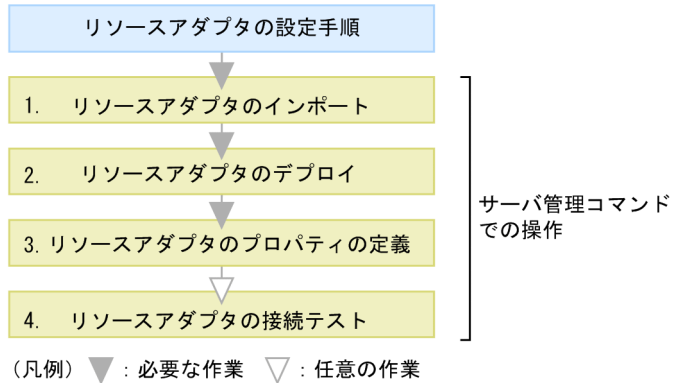 リソースアダプタの設定手順
1. リソースアダプタのインポート
2. リソースアダプタのデプロイ
3. リソースアダプタのプロパティの定義
4. リソースアダプタの接続テスト
サーバ管理コマンド
での操作
（凡例） ▼ : 必要な作業 ▽ : 任意の作業